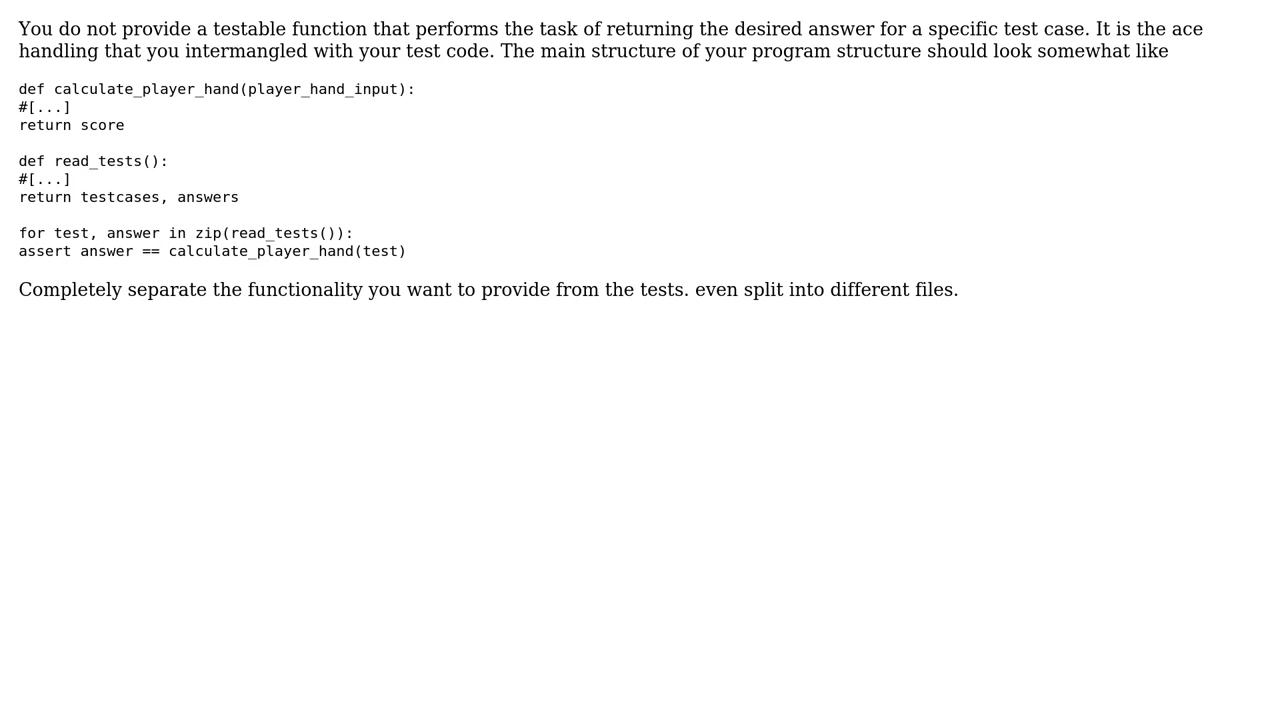 You do not provide a testable function that performs the task of returning the desired answer for a specific test case. It is the ace
handling that you intermangled with your test code. The main structure of your program structure should look somewhat like
def calculate_player_hand(player_hand_input):
#[...]
return score
def read_tests():
#[...]
return testcases, answers
for test, answer in zip(read_tests()):
assert answer == calculate_player_hand(test)
Completely separate the functionality you want to provide from the tests. even split into different files.